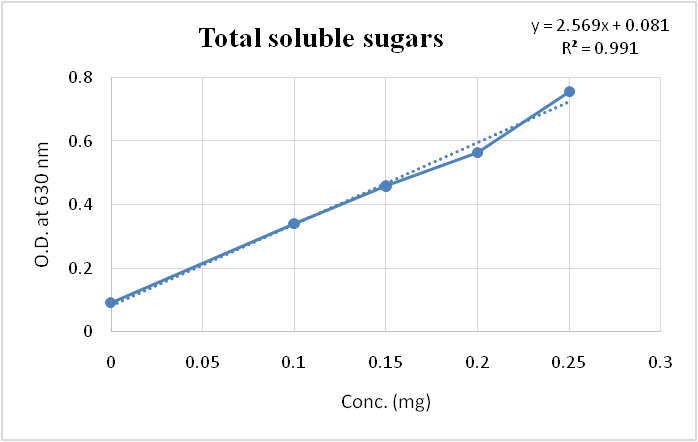 Total soluble sugars
y = 2.569x + 0.081
R² = 0.991
0.8
0.6
0.4
0.2
0
O.D. at 630 nm
0 0.05 0.1 0.15 0.2 0.25 0.3
Conc. (mg)